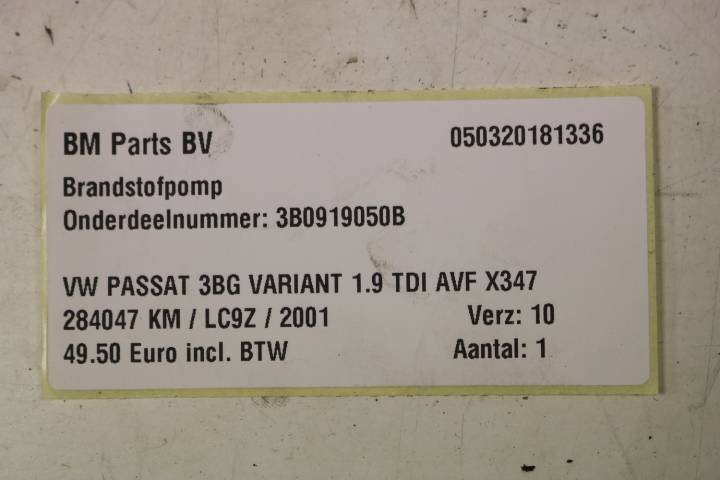 BM Parts BV 050320181336
Brandstofpomp
Onderdeelnummer: 3B0919050B
VW PASSAT 3BG VARIANT 1.9 TDI AVF X347
284047 KM / LC9Z / 2001 Verz: 10
49.50 Euro incl. BTW Aantal: 1